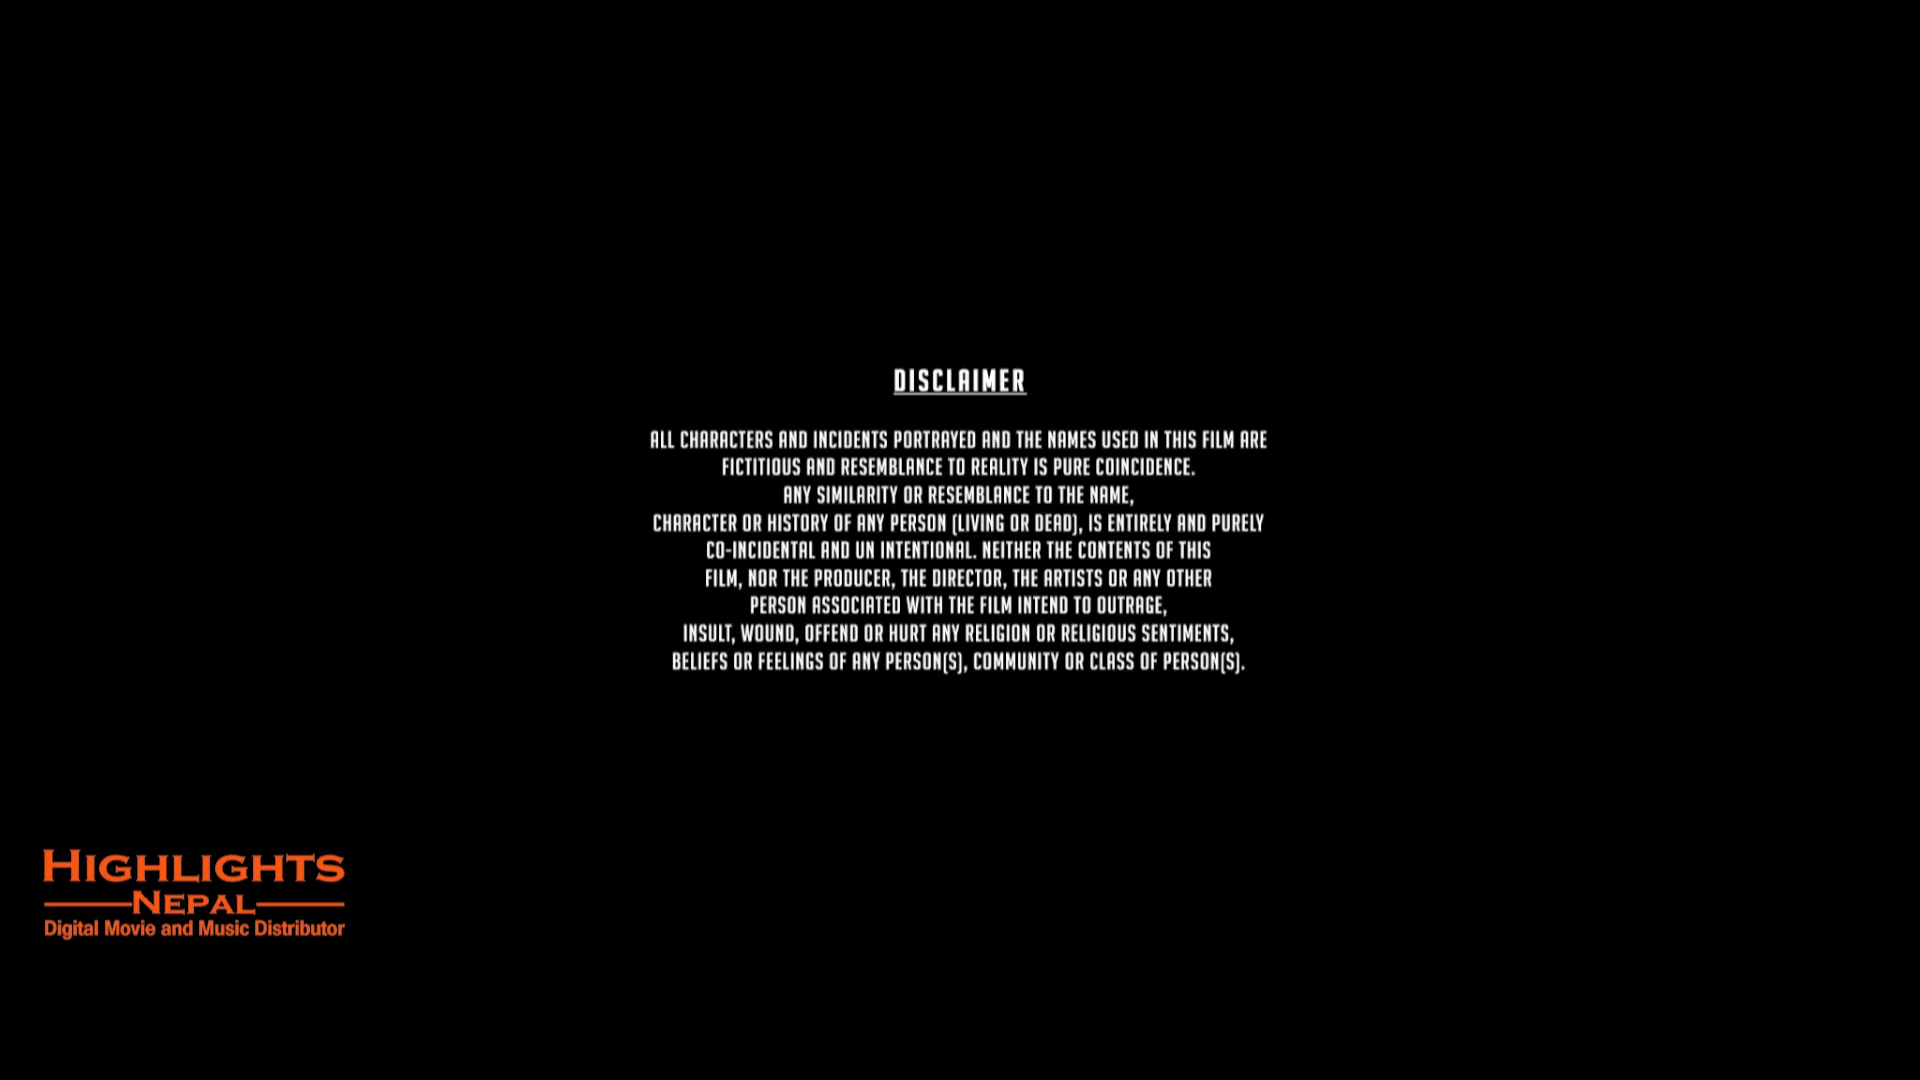 DISCLAIMER
ALL CHARACTERS AND INCIDENTS PORTRAYED AND THE NAMES USED IN THIS FILM ARE
FICTITIOUS AND RESEMBLANCE TO REALITY IS PURE COINCIDENCE.
ANY SIMILARITY OR RESEMBLANCE TO THE NAME,
CHARACTER OR HISTORY OF ANY PERSON (LIVING OR DEAD), IS ENTIRELY AND PURELY
CO-INCIDENTAL AND UN INTENTIONAL. NEITHER THE CONTENTS OF THIS
FILM, NOR THE PRODUCER, THE DIRECTOR, THE ARTISTS OR ANY OTHER
PERSON ASSOCIATED WITH THE FILM INTEND TO OUTRAGE,
INSULT, WOUND, OFFEND OR HURT ANY RELIGION OR RELIGIOUS SENTIMENTS,
BELIEFS OR FEELINGS OF ANY PERSON(S), COMMUNITY OR CLASS OF PERSON(S).
HIGHLIGHTS
NEPAL
Digital Movie and Music Distributor